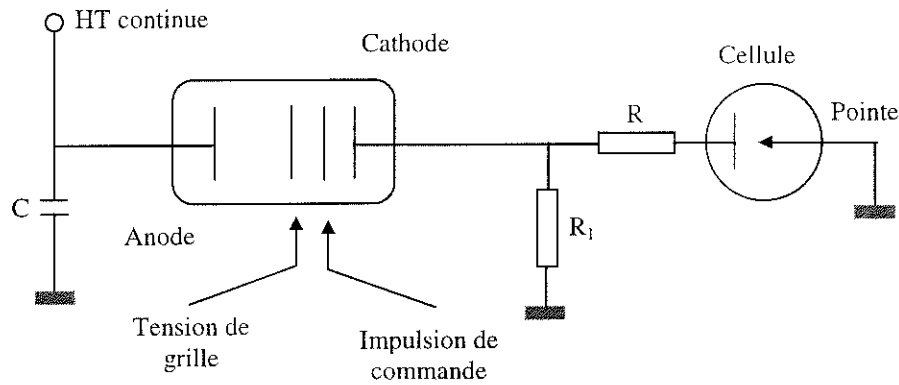 HT continue
Cathode
Cellule
R
Pointe
C
Anode
R₁
Tension de
grille
Impulsion de
commande